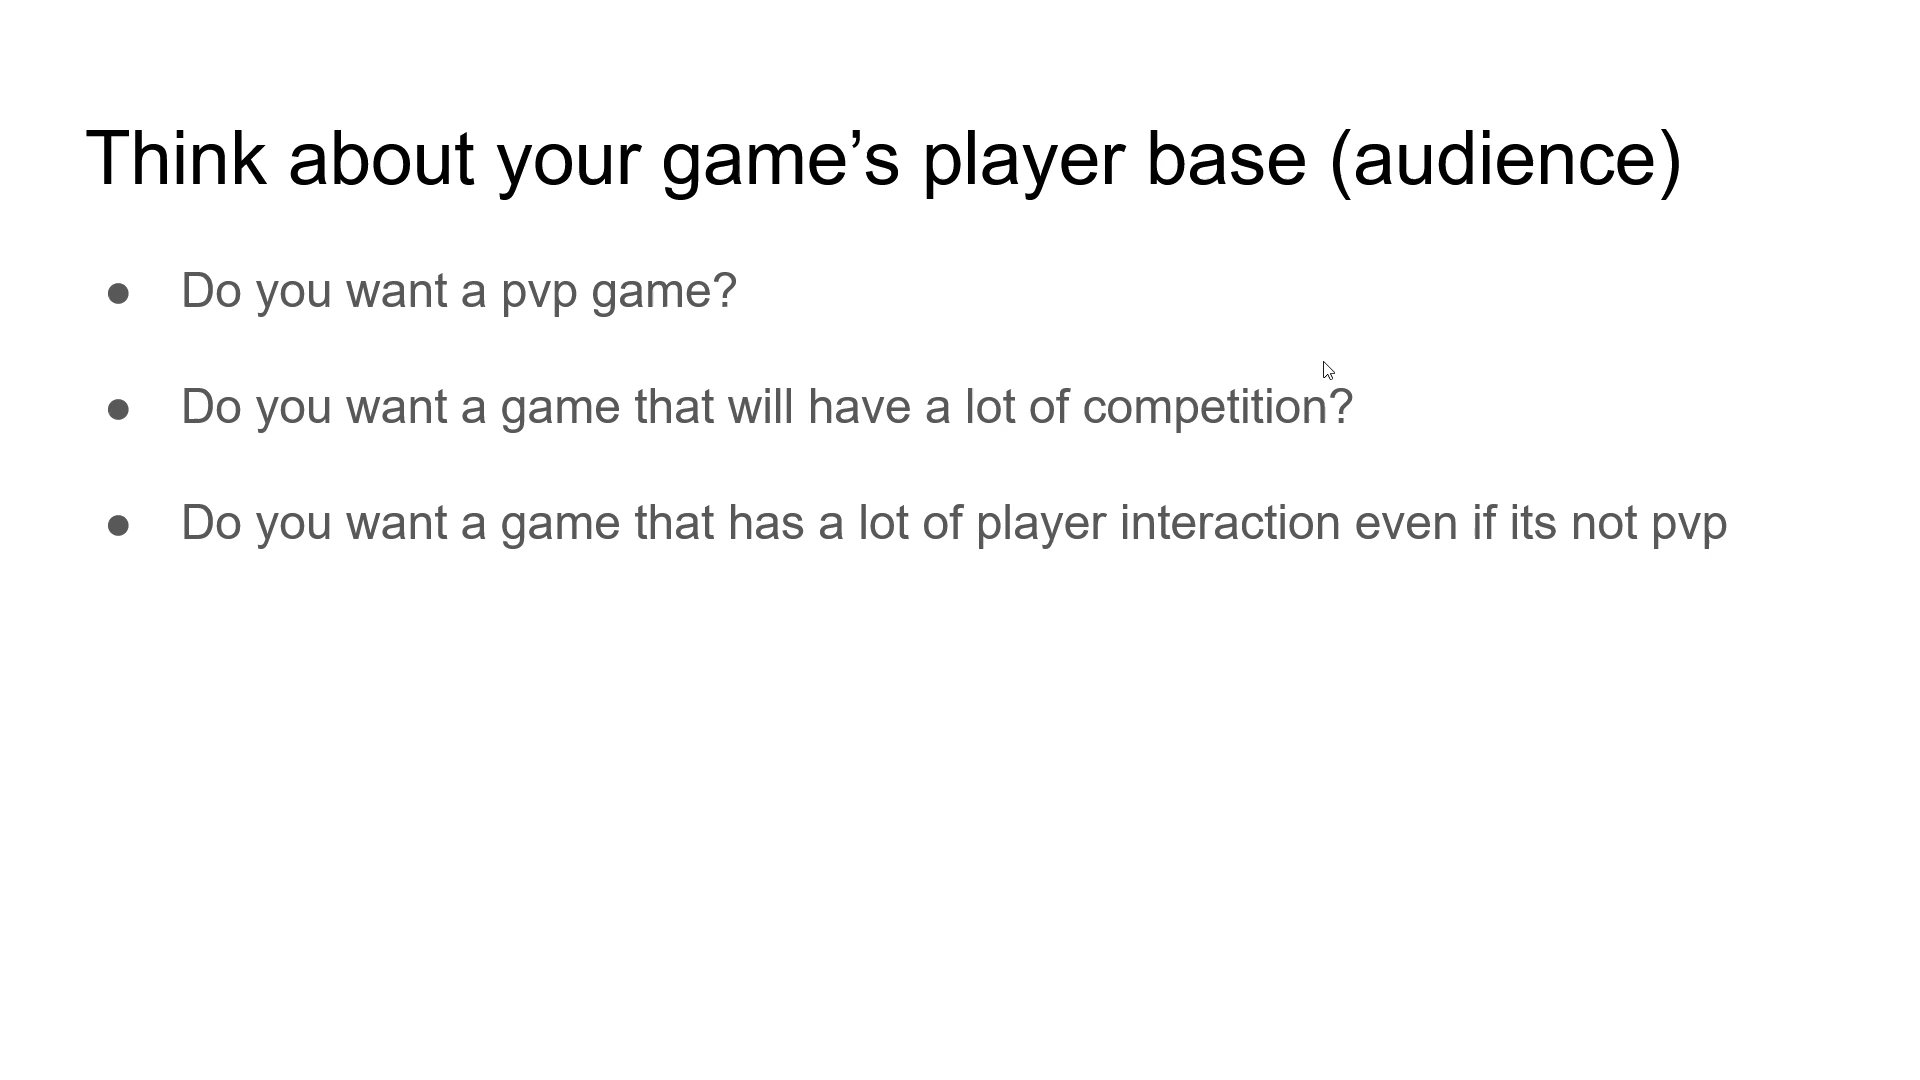 Think about your game’s player base (audience)
● Do you want a pvp game?
● Do you want a game that will have a lot of competition?
● Do you want a game that has a lot of player interaction even if its not pvp